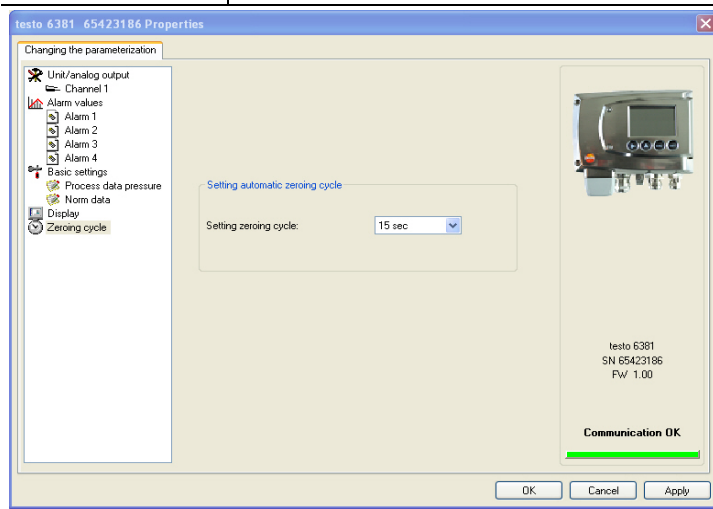 testo 6381 65423186 Properties
Changing the parameterization
Unit/analog output
Channel 1
Alarm values
Alarm 1
Alarm 2
Alarm 3
Alarm 4
Basic settings
Process data pressure
Norm data
Display
Zeroing cycle
Setting automatic zeroing cycle
Setting zeroing cycle:
15 sec
testo 6381
SN 65423186
FW 1.00
Communication OK
OK
Cancel
Apply